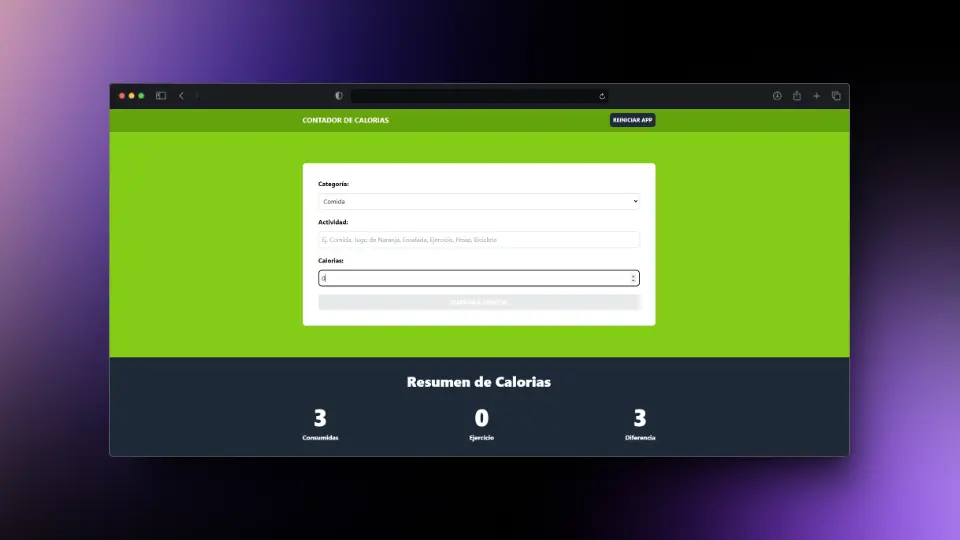 CONTADOR DE CALORIAS
REINICIAR APP
Categoría:
Comida
Actividad:
Ej. Comida, Jugo de Naranja, Ensalada, Ejercicio, Pesas, Bicicleta
Calorias:
0
Resumen de Calorias
3
0
3
Consumidas
Ejercicio
Diferencia